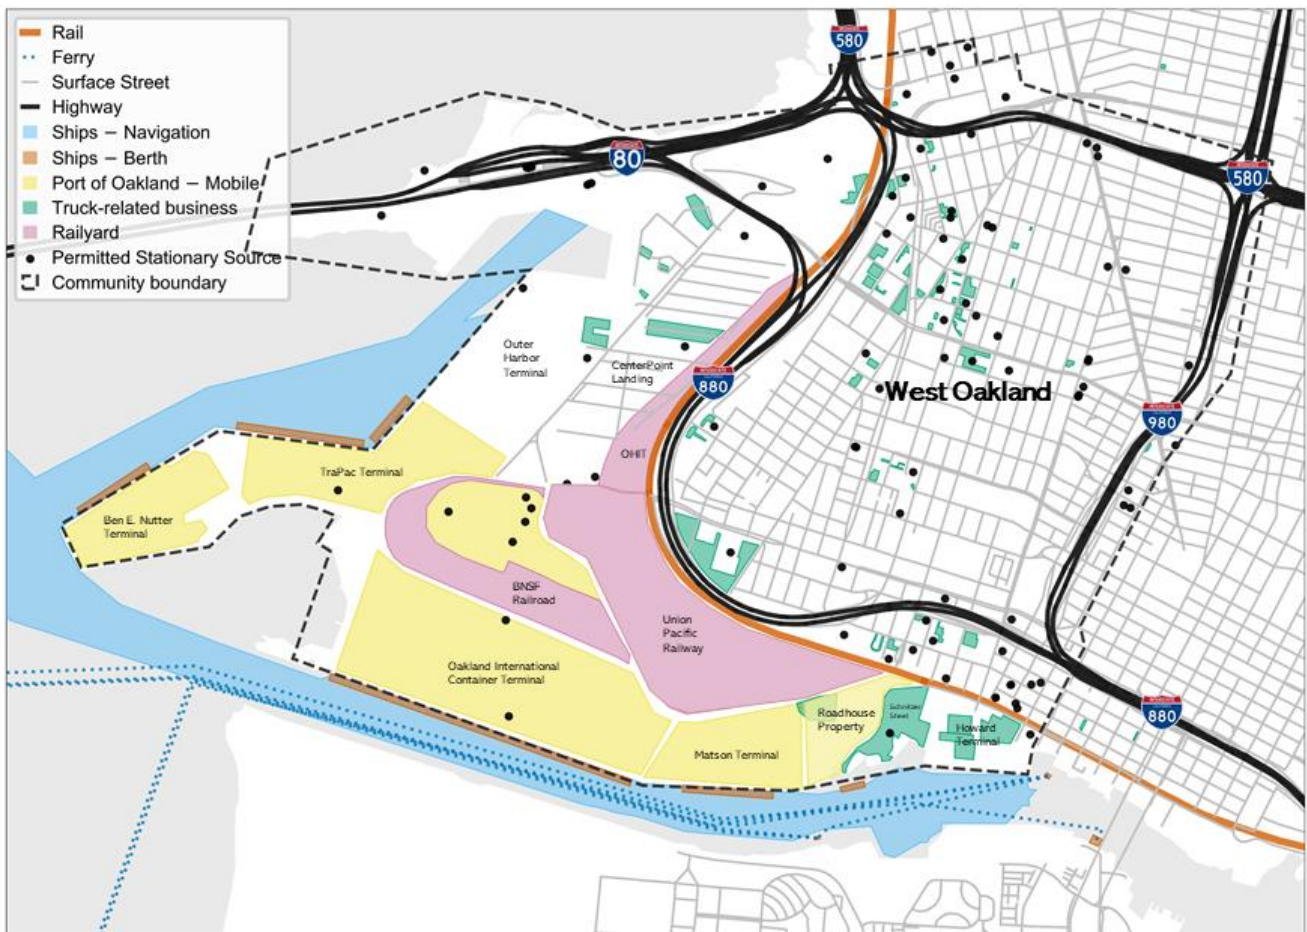 Rail
Ferry
Surface Street
Highway
Ships – Navigation
Ships – Berth
Port of Oakland – Mobile
Truck-related business
Railyard
Permitted Stationary Source
Community boundary
580
80
580
Outer
Harbor
Terminal
CenterPoint
Landing
880
West Oakland
980
OHIT
TraPac Terminal
Ben E. Nutter
Terminal
BNSF
Railroad
Union
Pacific
Railway
Oakland International
Container Terminal
Roadhouse
Property
Schnitzer
Steel
Howard
Terminal
880
Matson Terminal